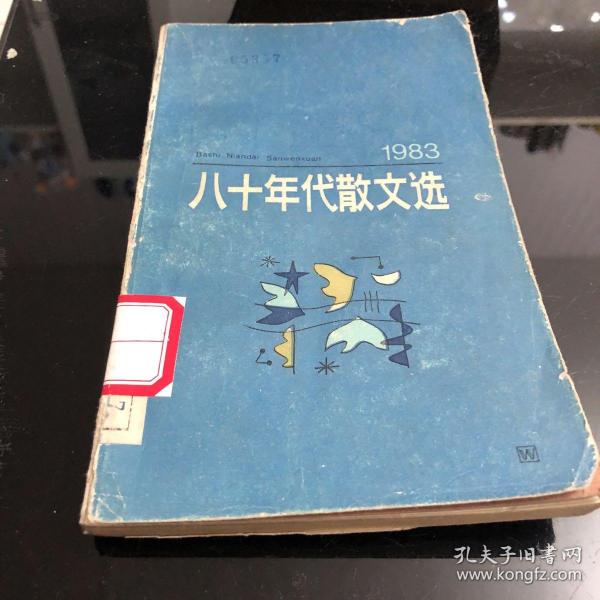 Bashi Niandai Sanwenxuan
1983
八十年代散文选
W
孔夫子旧书网
www.kongfz.com